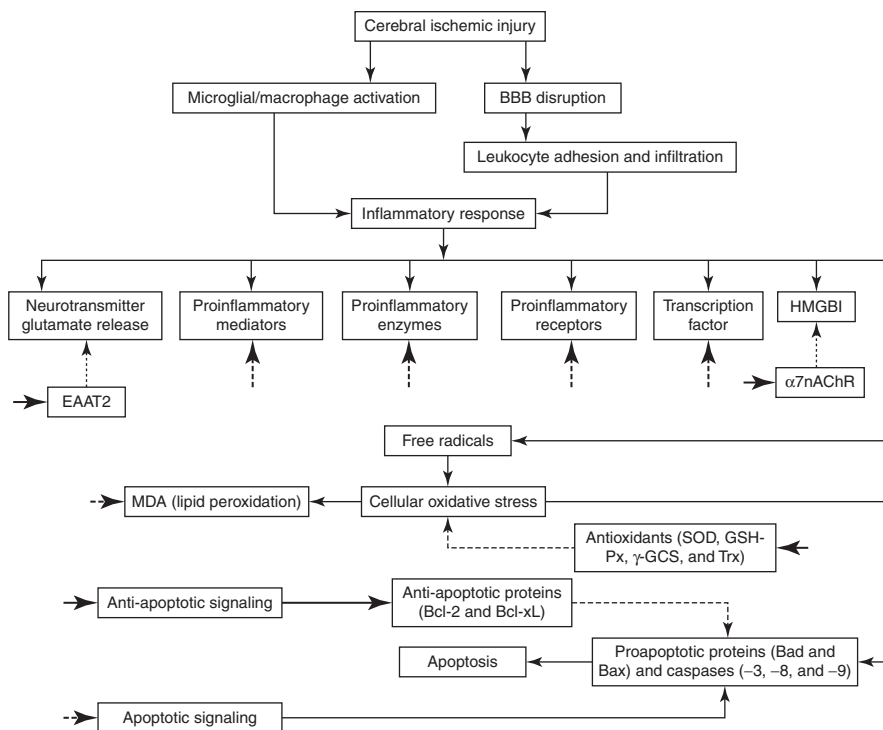 Cerebral ischemic injury
Microglial/macrophage activation
BBB disruption
Leukocyte adhesion and infiltration
Inflammatory response
Neurotransmitter
glutamate release
Proinflammatory
mediators
Proinflammatory
enzymes
Proinflammatory
receptors
Transcription
factor
HMGBI
EAAT2
α7nAChR
Free radicals
MDA (lipid peroxidation)
Cellular oxidative stress
Antioxidants (SOD, GSH-
Px, γ-GCS, and Trx)
Anti-apoptotic signaling
Anti-apoptotic proteins
(Bcl-2 and Bcl-xL)
Apoptosis
Proapoptotic proteins (Bad and
Bax) and caspases (–3, –8, and –9)
Apoptotic signaling